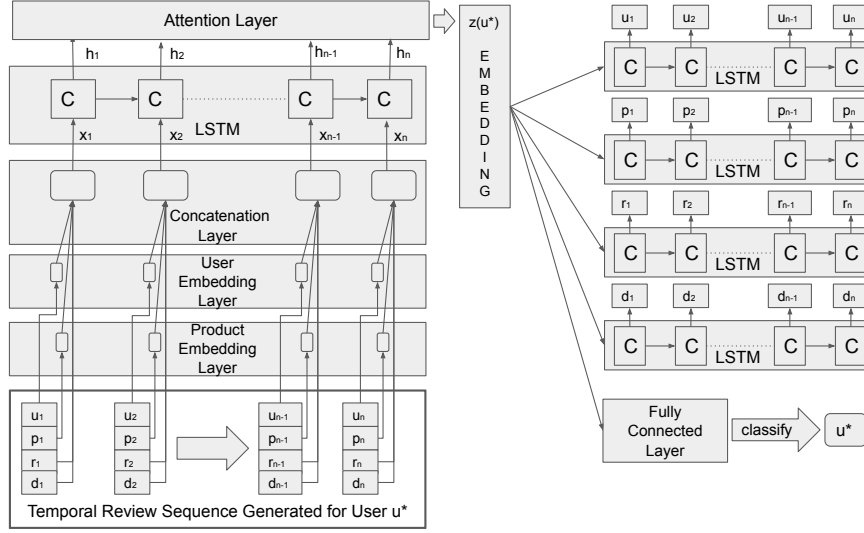 Attention Layer
h1 h2 hn-1 hn
C C C C
LSTM
x1 x2 xn-1 xn
Concatenation
Layer
User
Embedding
Layer
Product
Embedding
Layer
u1 u2 un-1 un
p1 p2 pn-1 pn
r1 r2 rn-1 rn
d1 d2 dn-1 dn
Temporal Review Sequence Generated for User u*
z(u*)
E
M
B
E
D
D
I
N
G
u1 u2 un-1 un
C C C C
LSTM
p1 p2 pn-1 pn
C C C C
LSTM
r1 r2 rn-1 rn
C C C C
LSTM
d1 d2 dn-1 dn
C C C C
LSTM
Fully
Connected
Layer
classify
u*